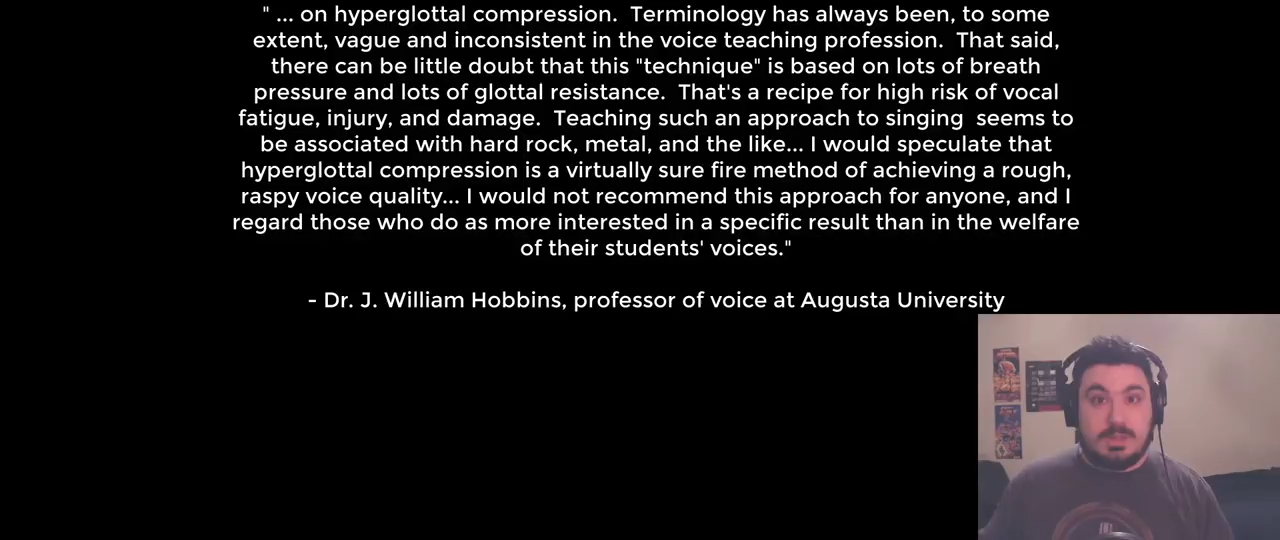 " ... on hyperglottal compression.  Terminology has always been, to some
extent, vague and inconsistent in the voice teaching profession.  That said,
there can be little doubt that this "technique" is based on lots of breath
pressure and lots of glottal resistance.  That's a recipe for high risk of vocal
fatigue, injury, and damage.  Teaching such an approach to singing  seems to
be associated with hard rock, metal, and the like... I would speculate that
hyperglottal compression is a virtually sure fire method of achieving a rough,
raspy voice quality... I would not recommend this approach for anyone, and I
regard those who do as more interested in a specific result than in the welfare
of their students' voices."
- Dr. J. William Hobbins, professor of voice at Augusta University